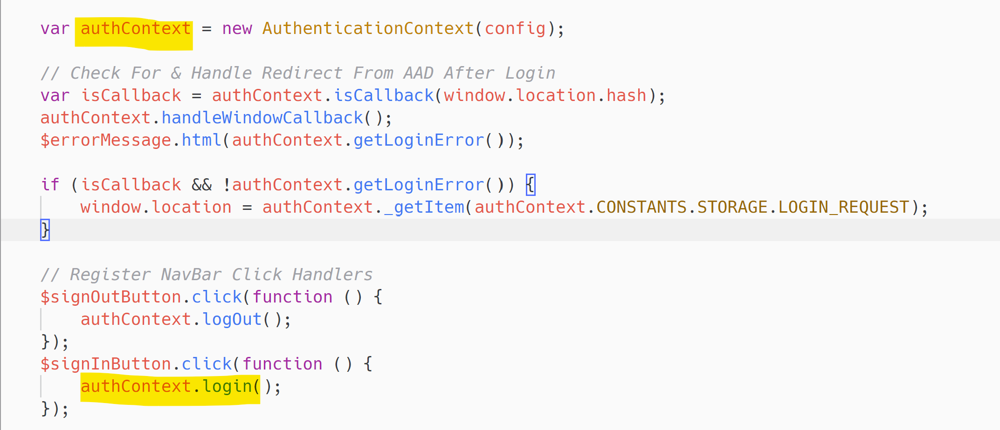 var authContext = new AuthenticationContext(config);
// Check For & Handle Redirect From AAD After Login
var isCallback = authContext.isCallback(window.location.hash);
authContext.handleWindowCallback();
$errorMessage.html(authContext.getLoginError());
if (isCallback && !authContext.getLoginError()) {
    window.location = authContext._getItem(authContext.CONSTANTS.STORAGE.LOGIN_REQUEST);
}
// Register NavBar Click Handlers
$signOutButton.click(function () {
    authContext.logOut();
});
$signInButton.click(function () {
    authContext.login();
});